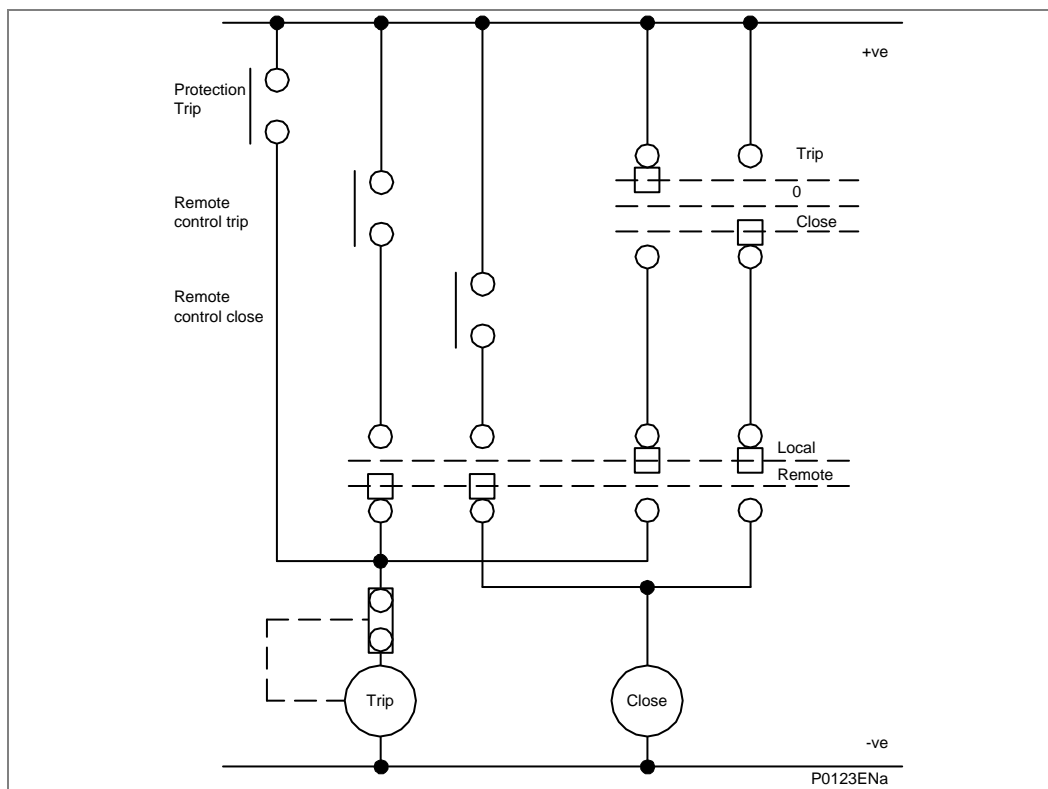 +ve
Protection
Trip
Trip
0
Remote
control trip
Close
Remote
control close
Local
Remote
Trip
Close
-ve
P0123ENa